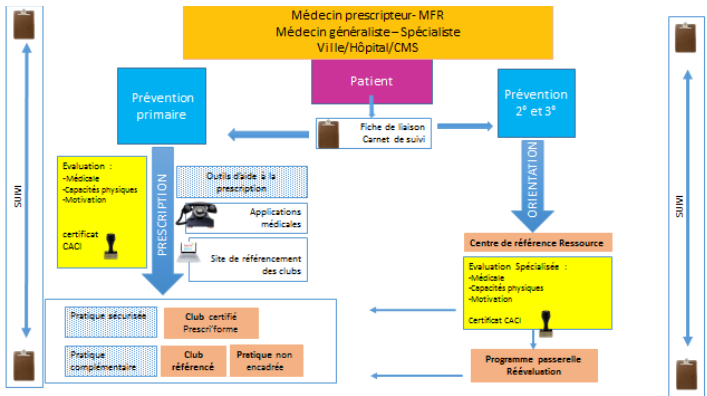 Médecin prescripteur- MFR
Médecin généraliste – Spécialiste
Ville/Hôpital/CMS
Patient
Prévention
primaire
Prévention
2° et 3°
Fiche de liaison
Carnet de suivi
SUIVI
Evaluation :
-Médicale
-Capacités physiques
-Motivation
certificat
CACI
PRESCRIPTION
Outils d'aide à la
prescription
Applications
médicales
Site de référencement
des clubs
ORIENTATION
Centre de référence Ressource
Evaluation Spécialisée :
-Médicale
-Capacités physiques
-Motivation
Certificat CACI
SUIVI
Pratique sécurisée
Club certifié
Prescri'forme
Pratique
complémentaire
Club
référencé
Pratique non
encadrée
Programme passerelle
Réévaluation